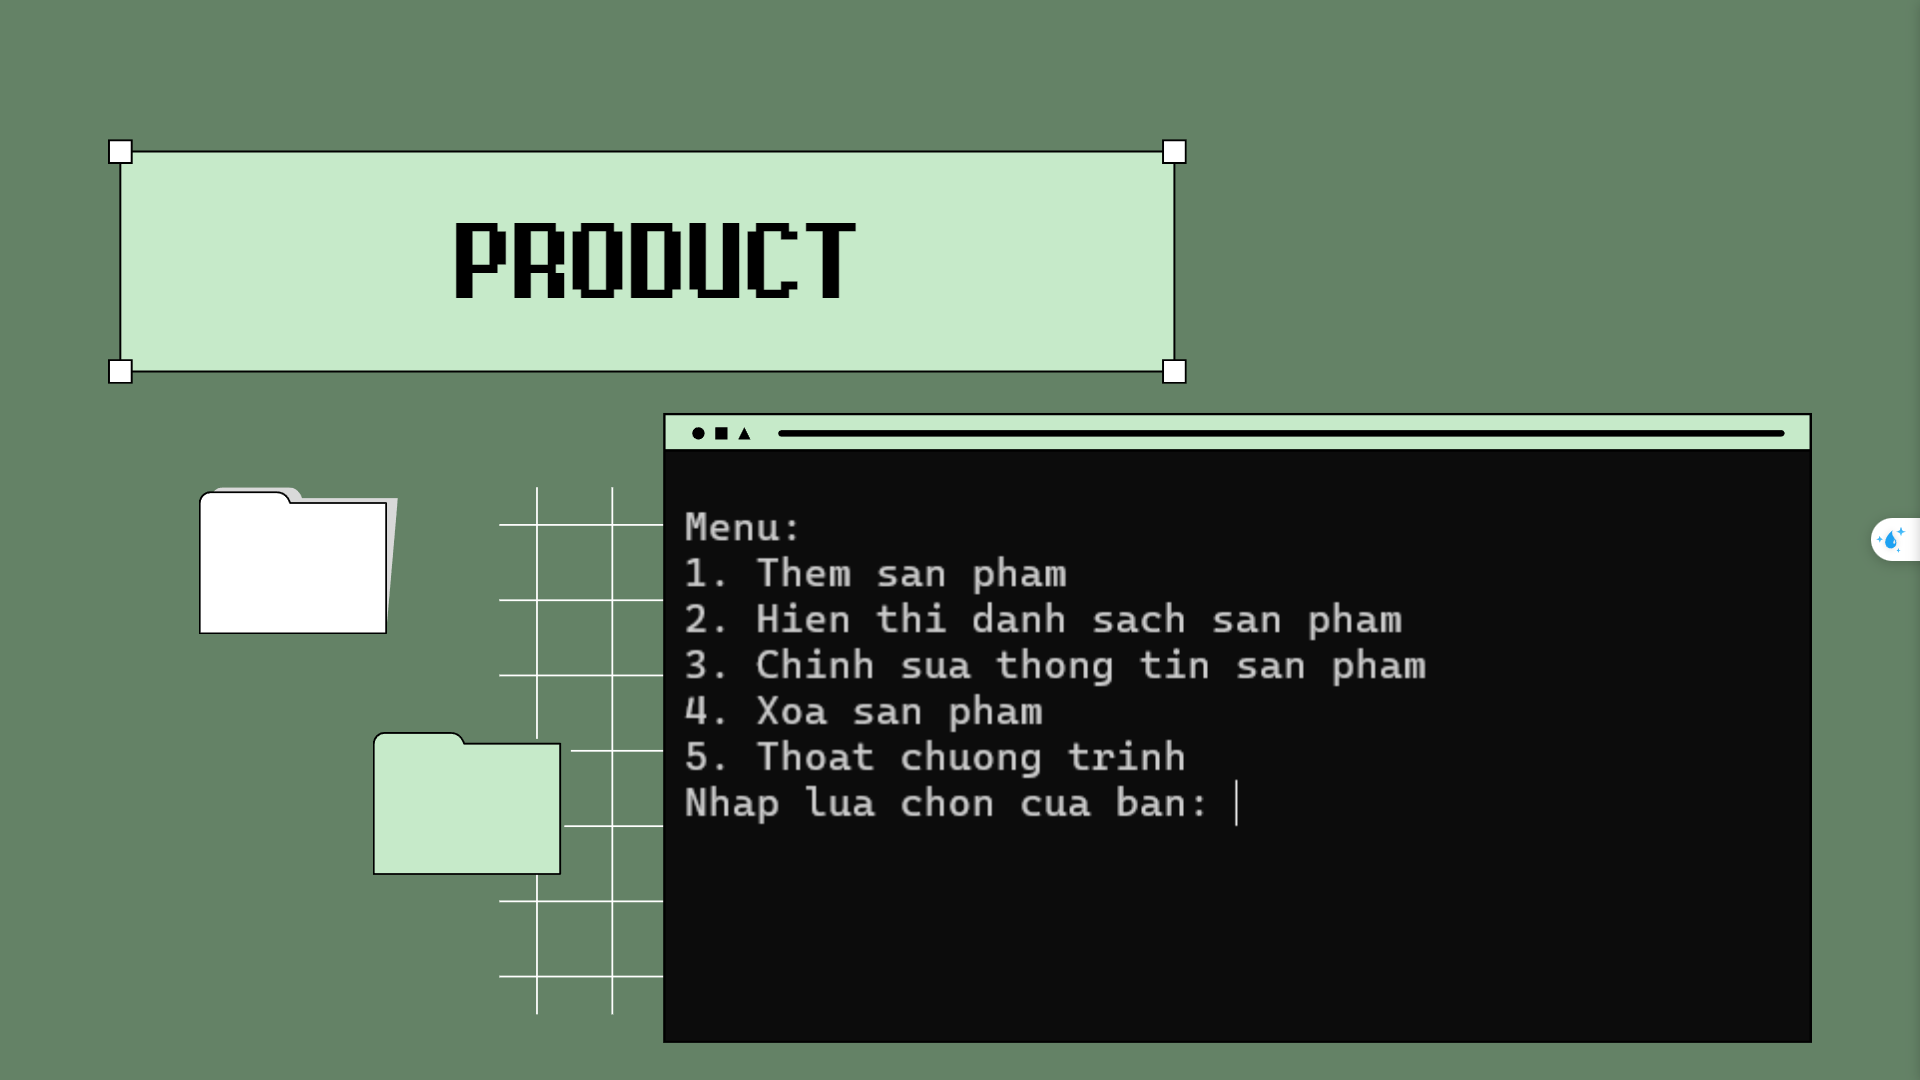 PRODUCT
Menu:
1. Them san pham
2. Hien thi danh sach san pham
3. Chinh sua thong tin san pham
4. Xoa san pham
5. Thoat chuong trinh
Nhap lua chon cua ban: